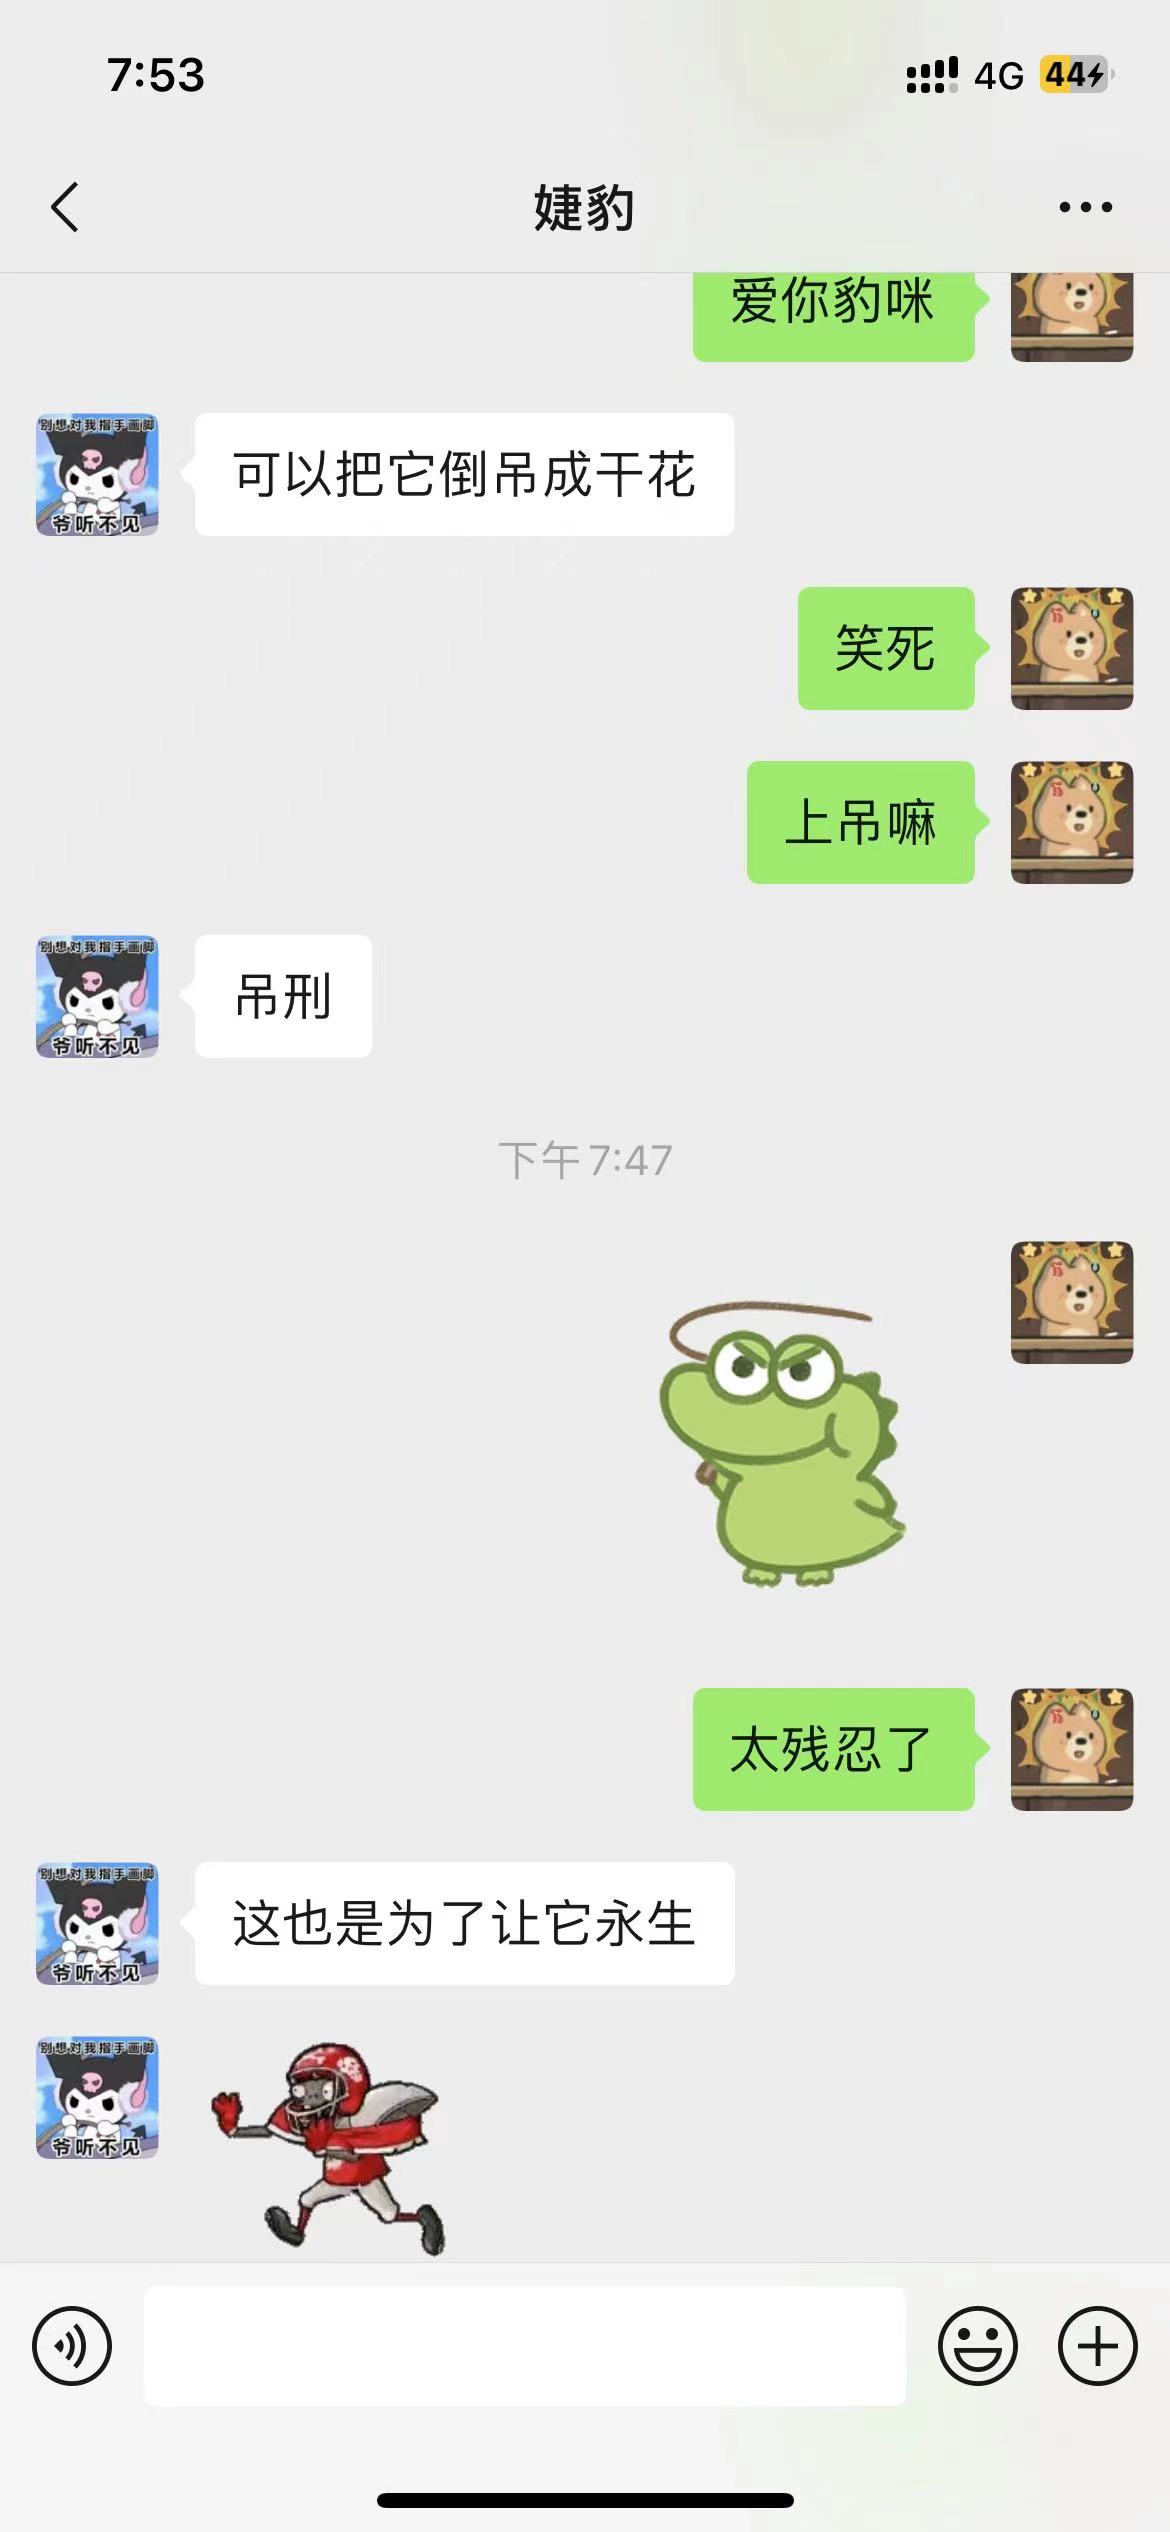 7:53
4G
44
婕豹
爱你豹咪
别想对我指手画脚
爷听不见
可以把它倒吊成干花
笑死
上吊嘛
别想对我指手画脚
爷听不见
吊刑
下午7:47
太残忍了
别想对我指手画脚
爷听不见
这也是为了让它永生
别想对我指手画脚
爷听不见